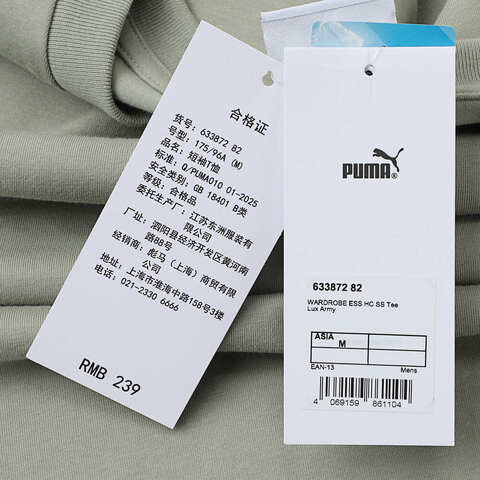 合格证
货号: 633872 82
号型: 175/96A (M)
品名: 短袖T恤
标准: Q/PUMA010 01-2025
安全类别: GB 18401 B类
等级: 合格品
委托生产厂: 江苏东洲服装有
限公司
厂址: 泗阳县经济开发区黄河南
路88号
经销商: 彪马（上海）商贸有限
公司
地址: 上海市淮海中路158号3楼
电话: 021-2330 6666
RMB 239
PUMA®
633872 82
WARDROBE ESS HC SS Tee
Lux Army
ASIA
M
EAN-13
Mens
4 069159 861104